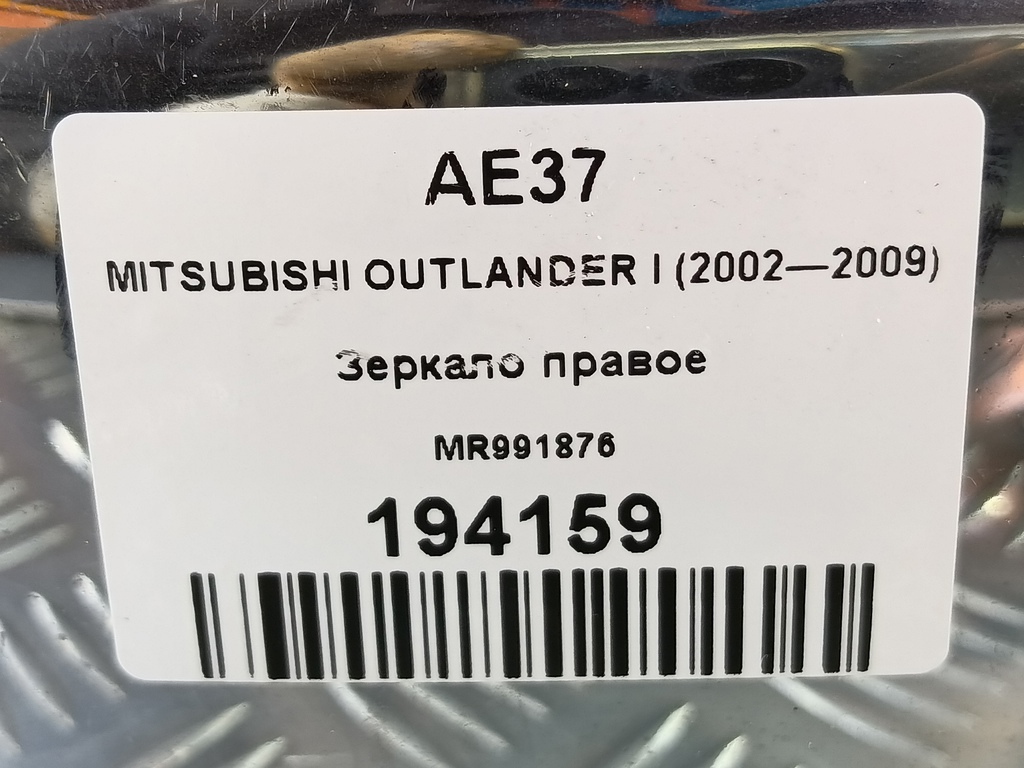 AE37
MITSUBISHI OUTLANDER I (2002—2009)
Зеркало правое
MR991876
194159